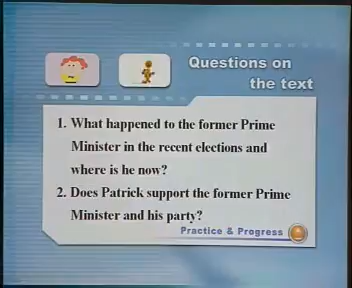 Questions on
the text
1. What happened to the former Prime
Minister in the recent elections and
where is he now?
2. Does Patrick support the former Prime
Minister and his party?
Practice & Progress